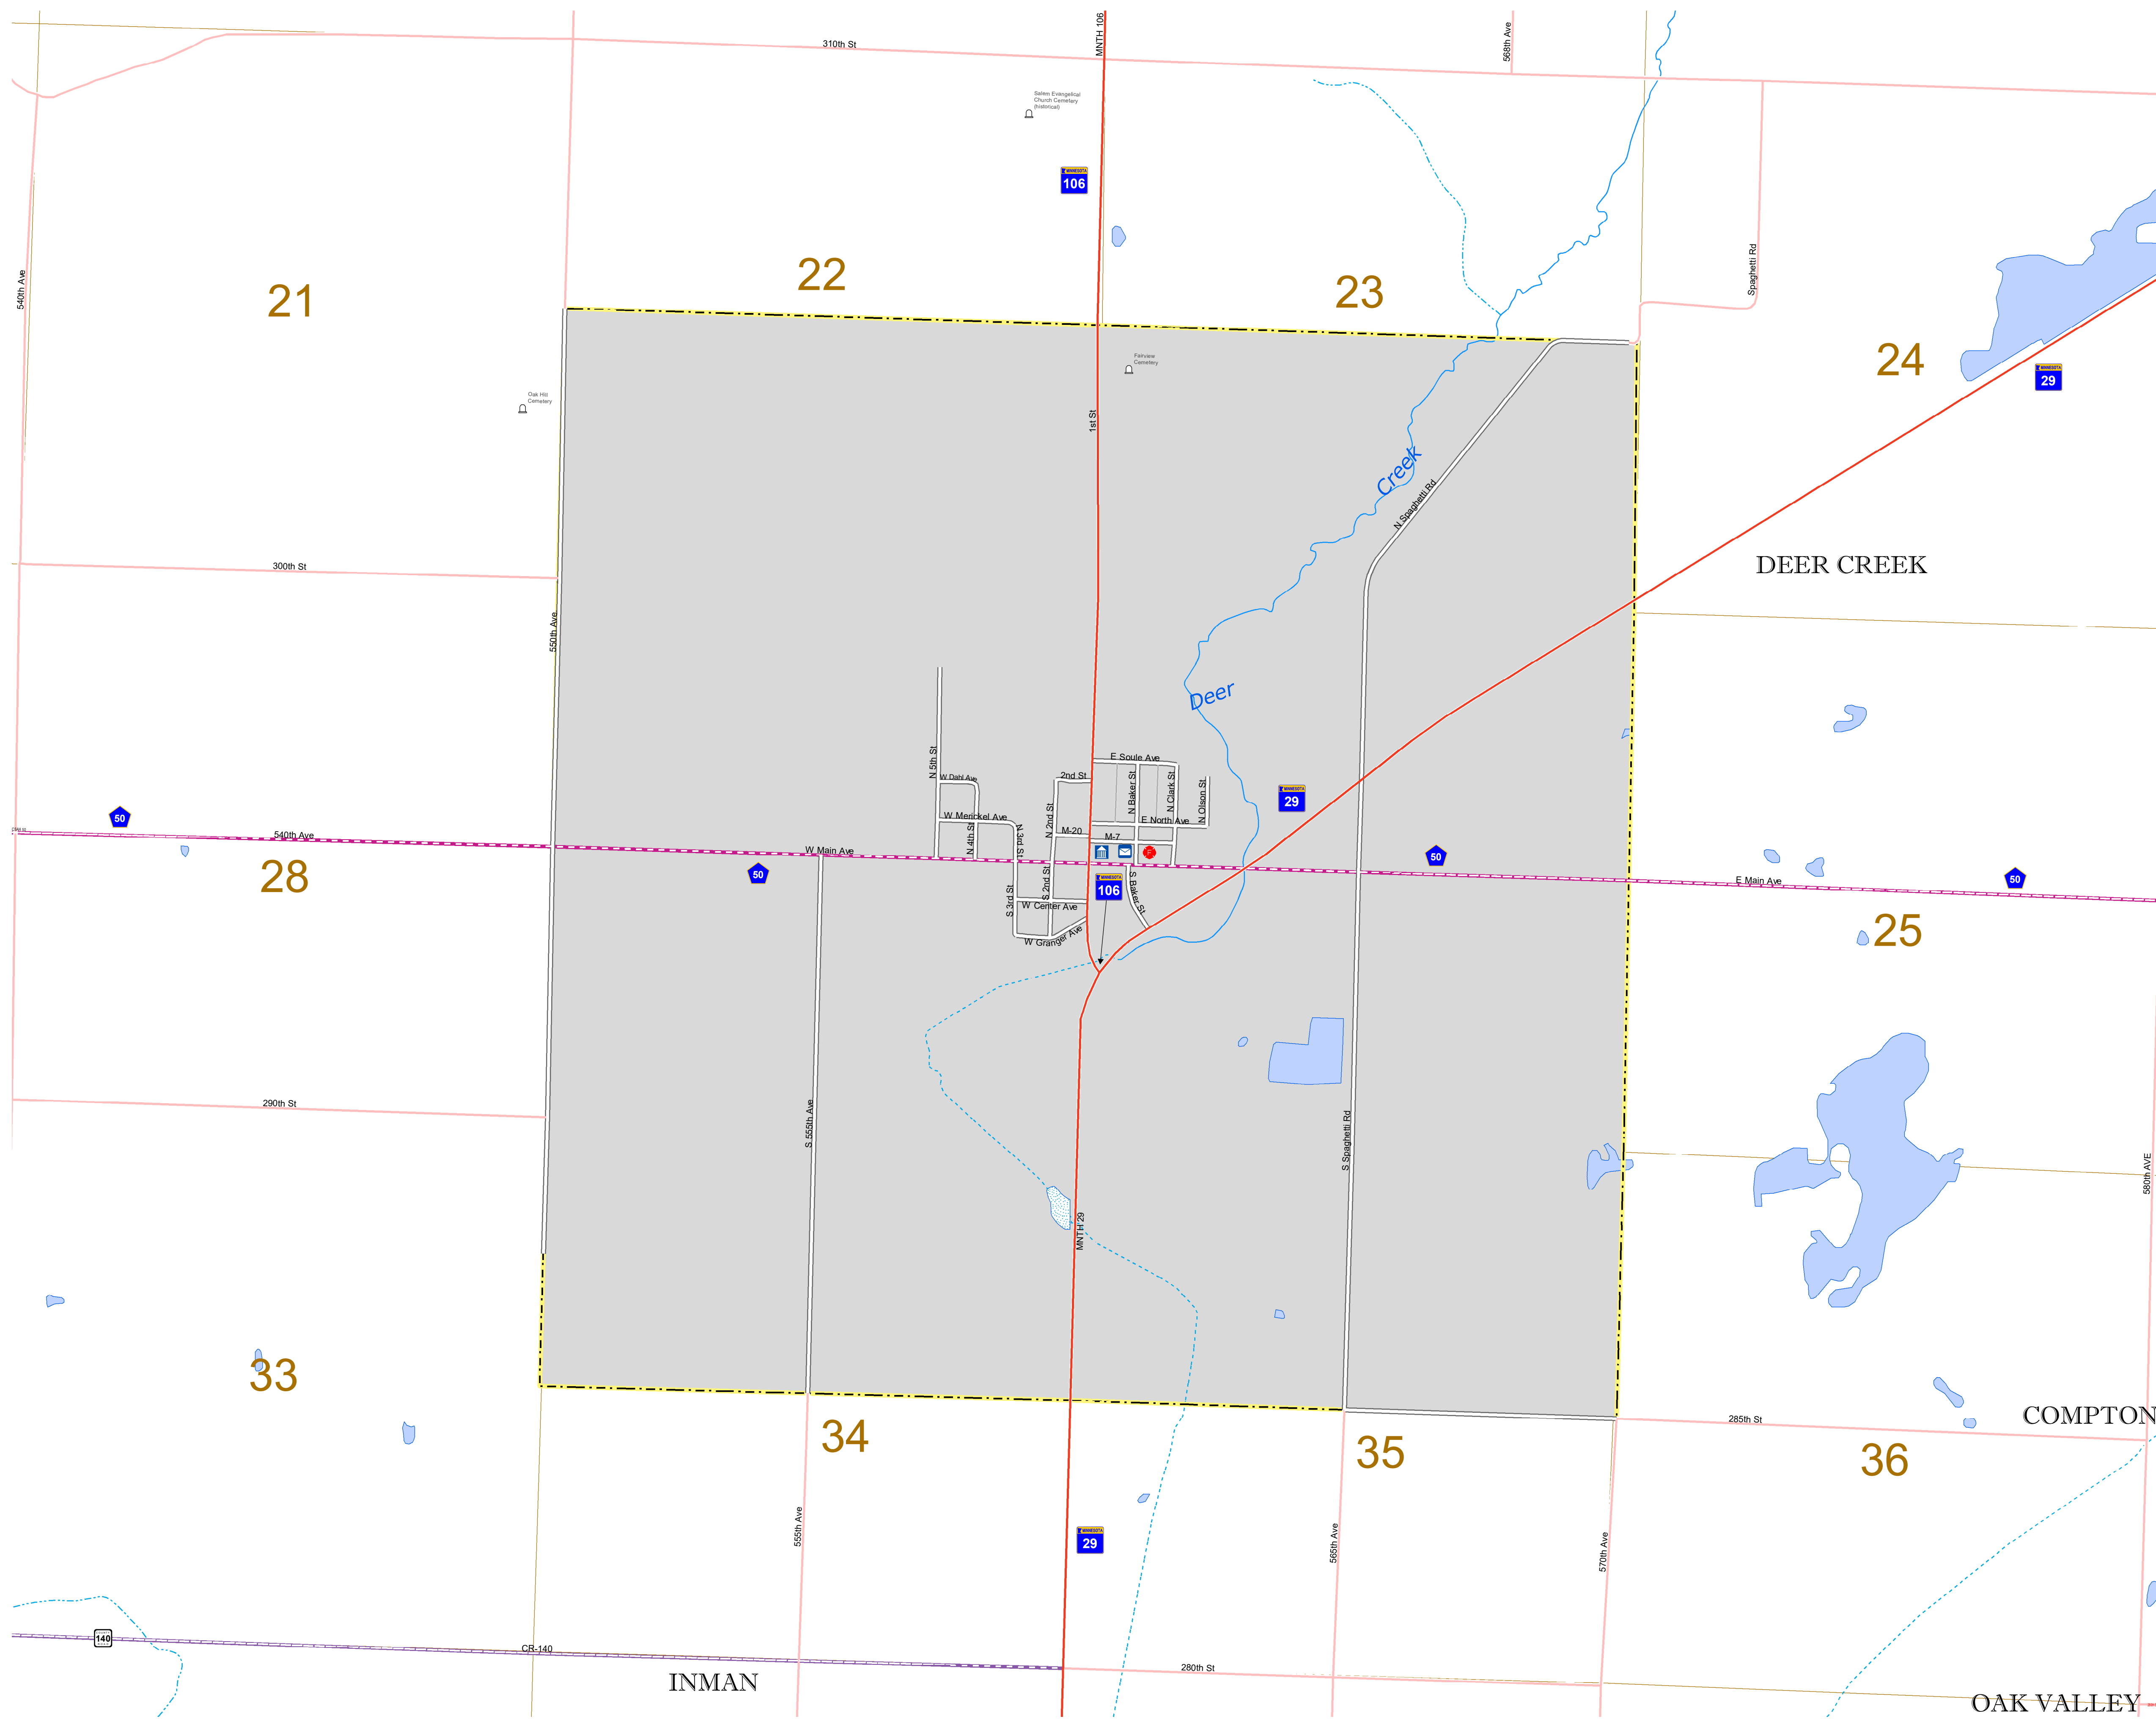 310th St
MNTH 106
568th Ave
Salem Evangelical
Church Cemetery
(historical)
MINNESOTA
106
540th Ave
21
22
23
Spaghetti Rd
24
MINNESOTA
29
Fairview
Cemetery
Oak Hill
Cemetery
1st St
Creek
N Spaghetti Rd
300th St
DEER CREEK
550th Ave
Deer
N 5th St
W Dahl Ave
2nd St
E Soule Ave
N Baker St
N Clark St
N Olson St
MINNESOTA
29
50
540th Ave
W Merickel Ave
N 4th St
N 3rd St
N 2nd St
M-20
M-7
E North Ave
W Main Ave
F
50
28
50
E Main Ave
50
MINNESOTA
106
S 3rd St
S 2nd St
W Center Ave
S Baker St
W Granger Ave
25
290th St
S 555th Ave
S Spaghetti Rd
580th AVE
MNTH 29
33
34
35
285th St
COMPTON
36
555th Ave
MINNESOTA
29
565th Ave
570th Ave
140
CR-140
280th St
INMAN
OAK VALLEY